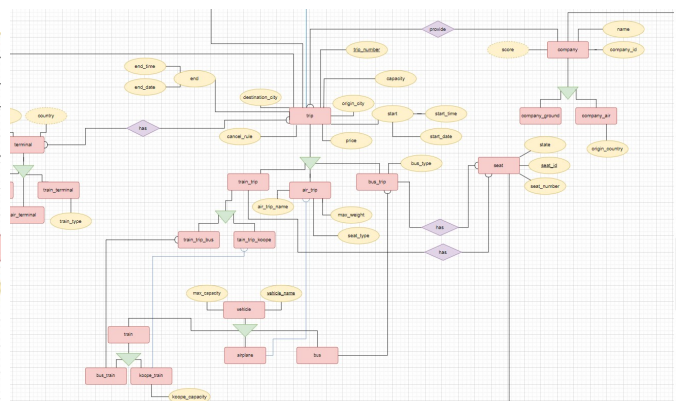 provide
name
trip_number
score
company
company_id
end_time
end
capacity
end_date
destination_city
origin_city
start
start_time
country
trip
company_ground
company_air
has
terminal
cancel_rule
price
start_date
origin_country
state
bus_type
seat
seat_id
train_trip
air_trip
bus_trip
seat_number
train_terminal
air_trip_name
max_weight
train_type
has
seat_type
train_trip_bus
tain_trip_koope
has
max_capacity
vehicle_name
vehicle
train
airplane
bus
bus_train
koope_train
koope_capacity